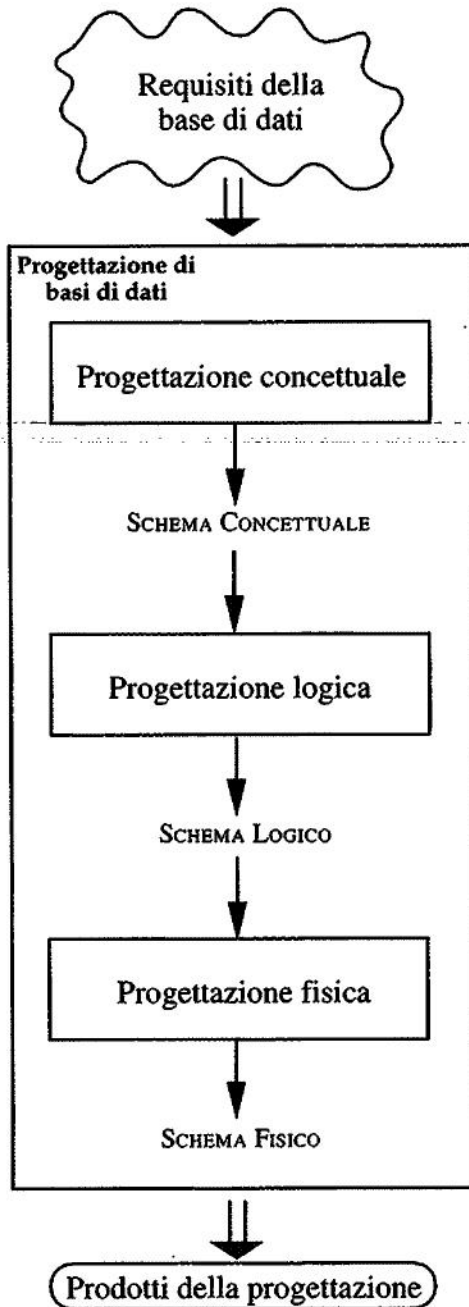 Requisiti della
base di dati
Progettazione di
basi di dati
Progettazione concettuale
SCHEMA CONCETTUALE
Progettazione logica
SCHEMA LOGICO
Progettazione fisica
SCHEMA FISICO
Prodotti della progettazione